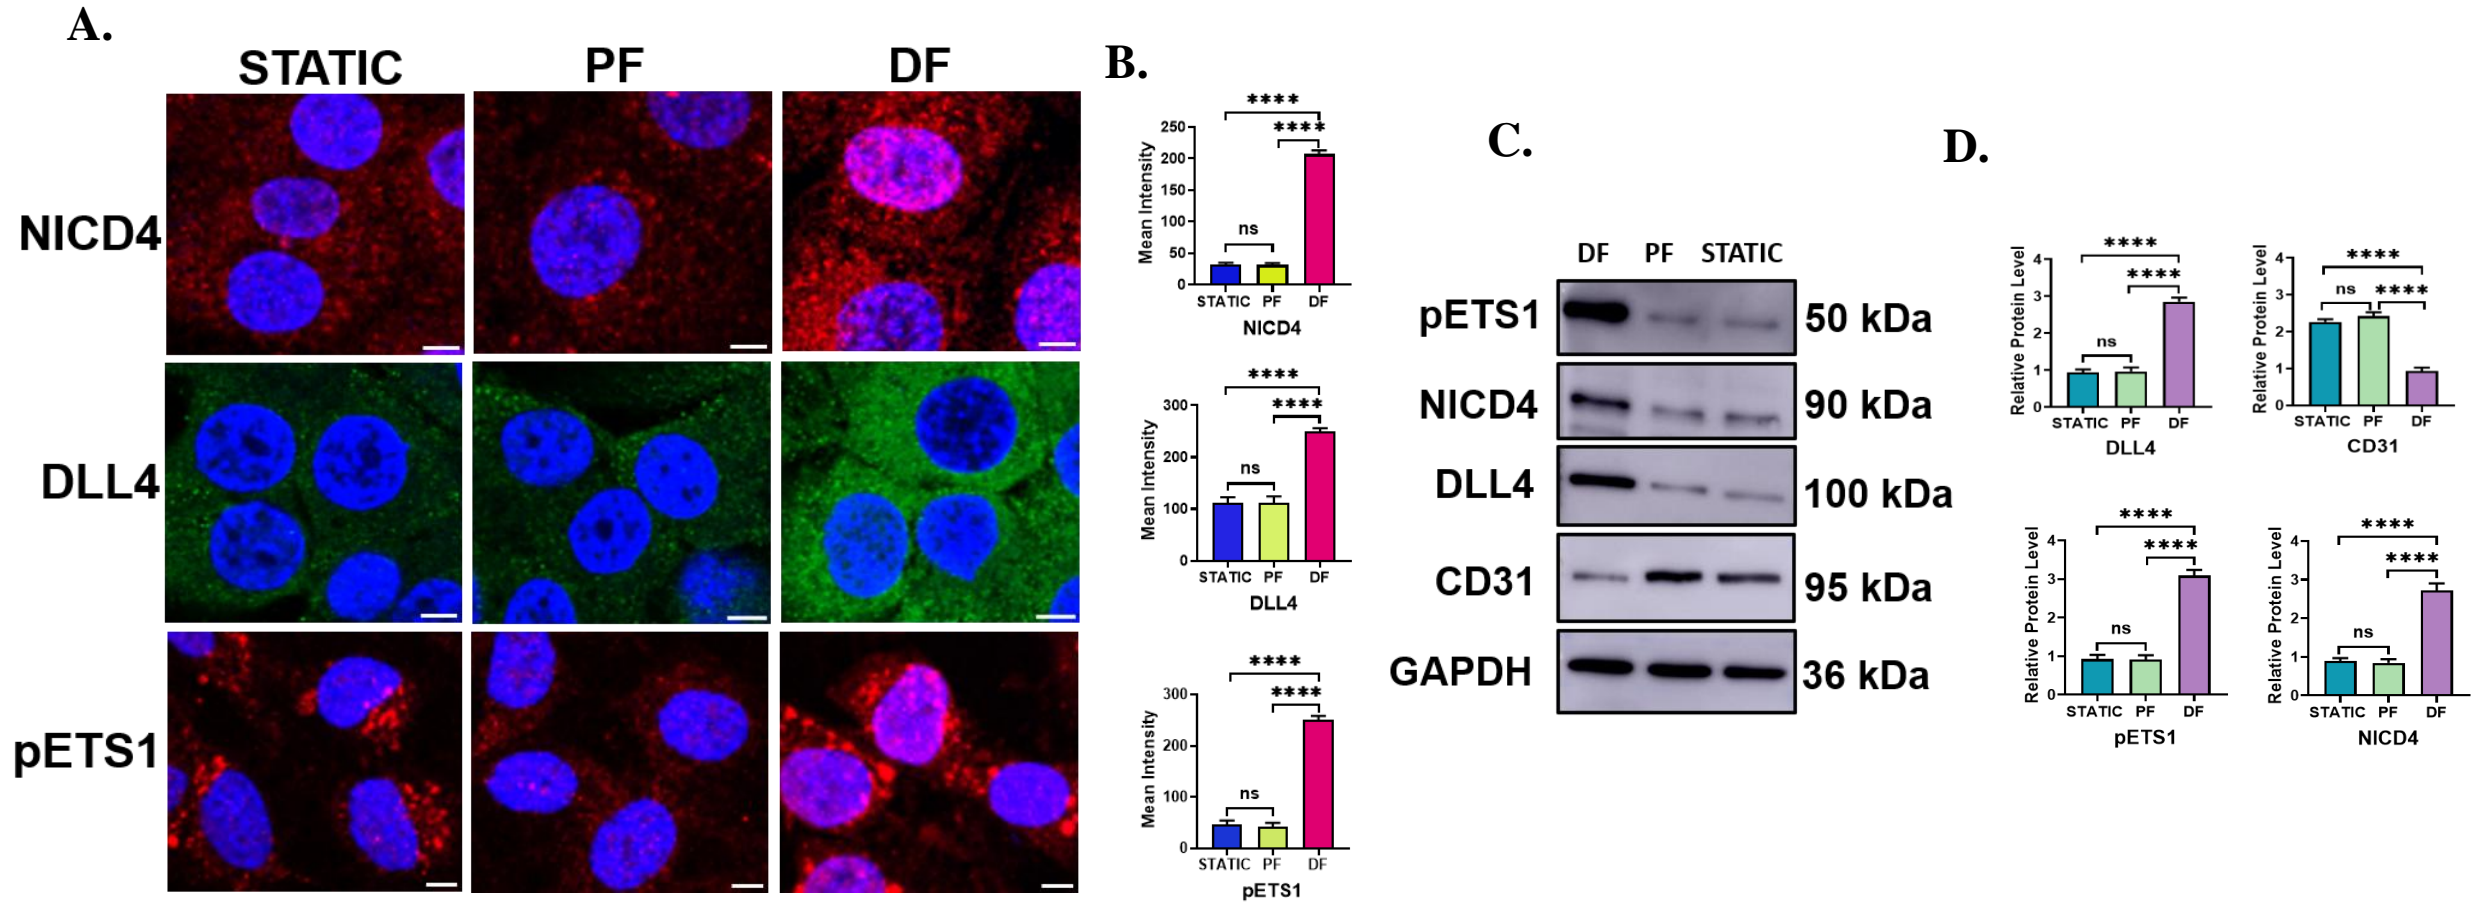 A.
STATIC PF DF
NICD4
DLL4
pETS1
B.
****
****
ns
Mean Intensity
250
200
150
100
50
0
STATIC PF DF
NICD4
****
****
ns
Mean Intensity
300
200
100
0
STATIC PF DF
DLL4
****
****
ns
Mean Intensity
300
200
100
0
STATIC PF DF
pETS1
C.
DF PF STATIC
pETS1 50 kDa
NICD4 90 kDa
DLL4 100 kDa
CD31 95 kDa
GAPDH 36 kDa
D.
****
****
ns
Relative Protein Level
4
3
2
1
0
STATIC PF DF
DLL4
****
ns ****
Relative Protein Level
4
3
2
1
0
STATIC PF DF
CD31
****
****
ns
Relative Protein Level
4
3
2
1
0
STATIC PF DF
pETS1
****
****
ns
Relative Protein Level
4
3
2
1
0
STATIC PF DF
NICD4